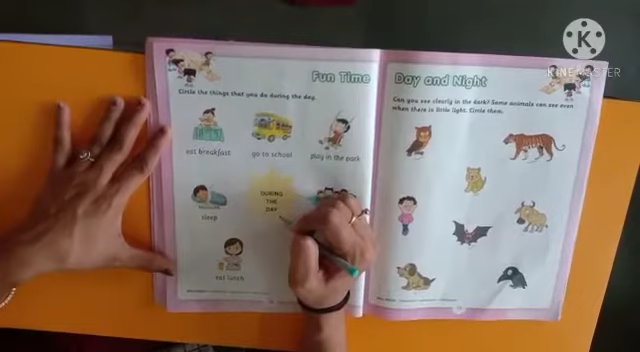 KINEMASTER
Fun Time
Circle the things that you do during the day.
eat breakfast
go to school
play in the park
sleep
DURING
THE
DAY
eat lunch
Day and Night
Can you see clearly in the dark? Some animals can see even
when there is little light. Circle them.